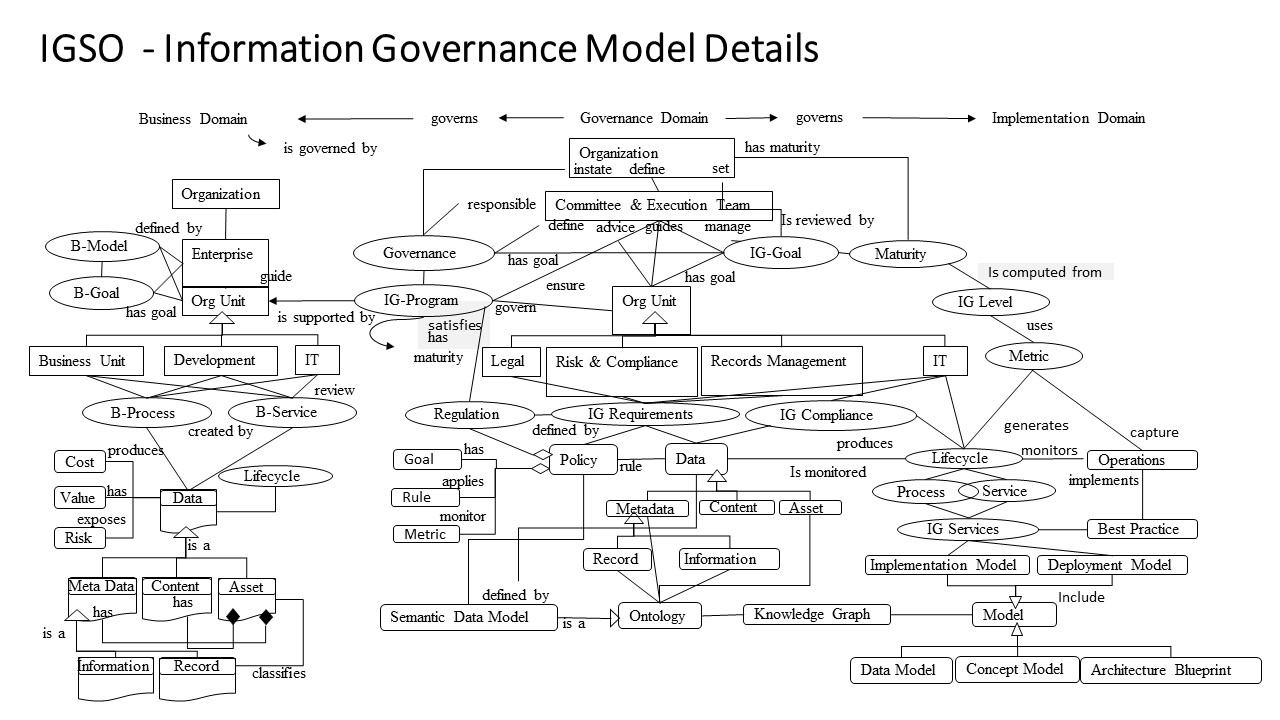 IGSO - Information Governance Model Details
Business Domain
governs
Governance Domain
governs
Implementation Domain
is governed by
Organization
instate define set
has maturity
Organization
responsible
Committee & Execution Team
define advice guides manage
Is reviewed by
defined by
B-Model
Enterprise
Governance
IG-Goal
Maturity
has goal
guide
has goal
Is computed from
B-Goal
Org Unit
IG-Program
ensure
Org Unit
IG Level
has goal
is supported by
govern
satisfies
has
maturity
uses
Business Unit
Development
IT
Legal
Risk & Compliance
Records Management
IT
Metric
review
B-Process
B-Service
Regulation
IG Requirements
IG Compliance
created by
defined by
generates
capture
produces
has
produces
monitors
Cost
Goal
Policy
rule
Data
Lifecycle
Operations
Lifecycle
applies
Is monitored
implements
Value
has
Data
Rule
Process
Service
exposes
monitor
Metadata
Content
Asset
Risk
Metric
IG Services
Best Practice
is a
Record
Information
Implementation Model
Deployment Model
Meta Data
Content
Asset
has
has
defined by
Include
Semantic Data Model
is a
Ontology
Knowledge Graph
Model
is a
Information
Record
classifies
Data Model
Concept Model
Architecture Blueprint